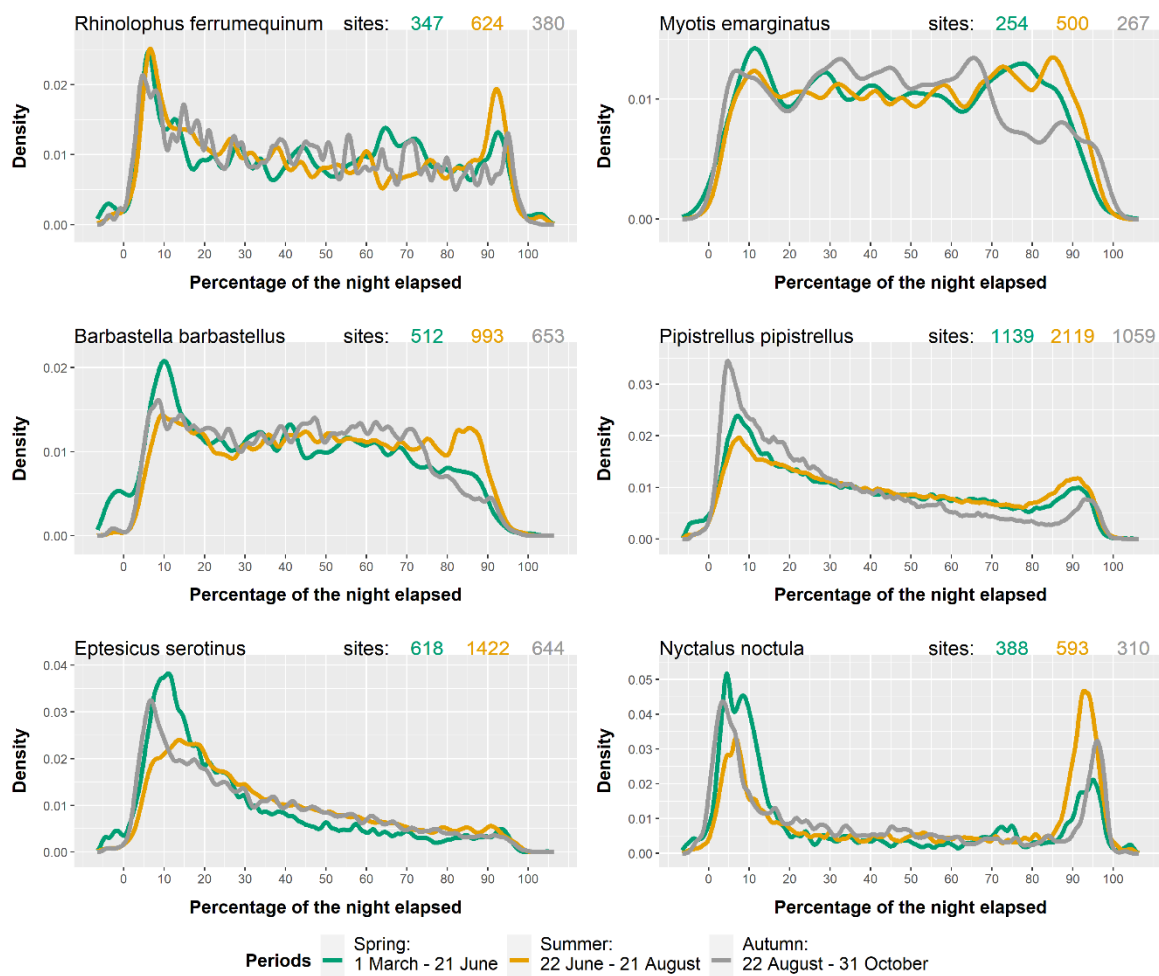 Rhinolophus ferrumequinum sites: 347 624 380
Density
0.02
0.01
0.00
0 10 20 30 40 50 60 70 80 90 100
Percentage of the night elapsed
Myotis emarginatus sites: 254 500 267
Density
0.01
0.00
0 10 20 30 40 50 60 70 80 90 100
Percentage of the night elapsed
Barbastella barbastellus sites: 512 993 653
Density
0.02
0.01
0.00
0 10 20 30 40 50 60 70 80 90 100
Percentage of the night elapsed
Pipistrellus pipistrellus sites: 1139 2119 1059
Density
0.03
0.02
0.01
0.00
0 10 20 30 40 50 60 70 80 90 100
Percentage of the night elapsed
Eptesicus serotinus sites: 618 1422 644
Density
0.04
0.03
0.02
0.01
0.00
0 10 20 30 40 50 60 70 80 90 100
Percentage of the night elapsed
Nyctalus noctula sites: 388 593 310
Density
0.05
0.04
0.03
0.02
0.01
0.00
0 10 20 30 40 50 60 70 80 90 100
Percentage of the night elapsed
Periods
Spring:
1 March - 21 June
Summer:
22 June - 21 August
Autumn:
22 August - 31 October